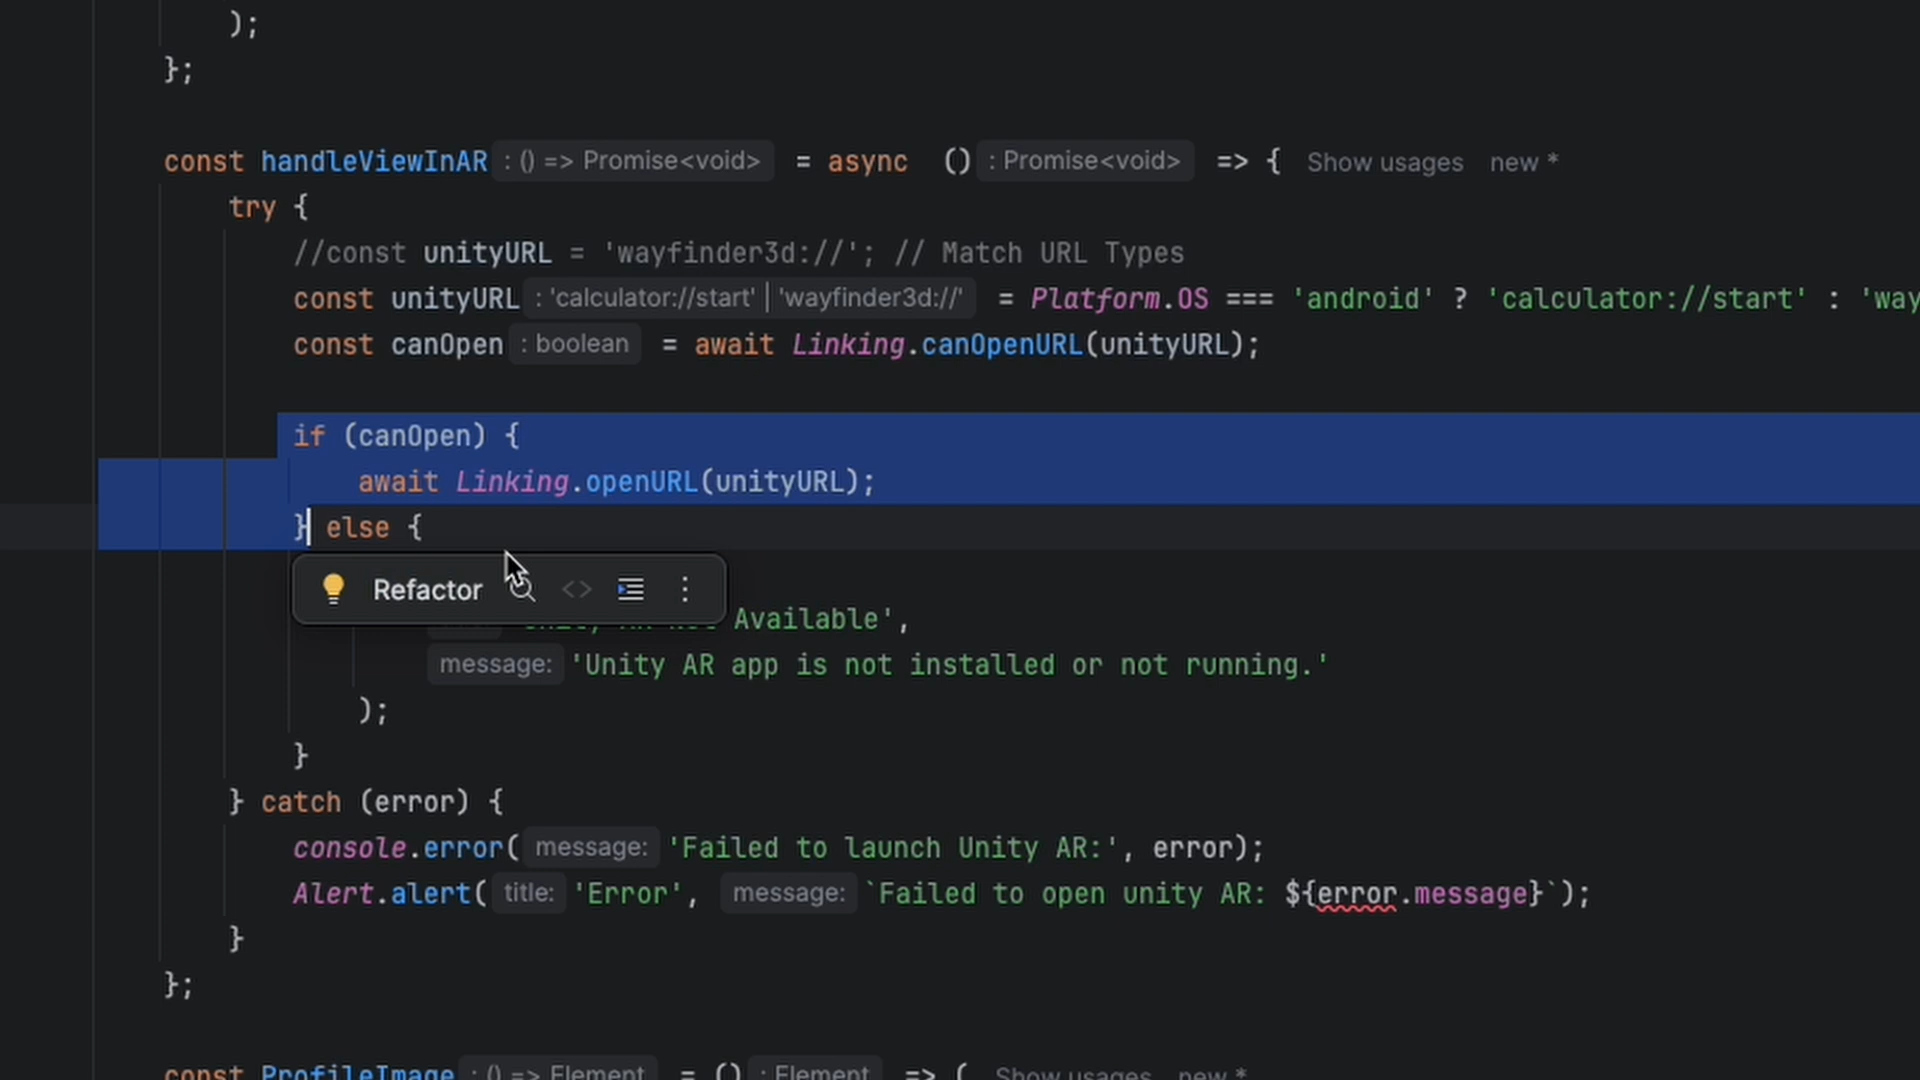 );
};
const handleViewInAR : () => Promise<void> = async () : Promise<void> => { Show usages new *
try {
//const unityURL = 'wayfinder3d://'; // Match URL Types
const unityURL : 'calculator://start' | 'wayfinder3d://' = Platform.OS === 'android' ? 'calculator://start' : 'way
const canOpen : boolean = await Linking.canOpenURL(unityURL);
if (canOpen) {
await Linking.openURL(unityURL);
} else {
Refactor
Available',
message: 'Unity AR app is not installed or not running.'
);
}
} catch (error) {
console.error( message: 'Failed to launch Unity AR:', error);
Alert.alert( title: 'Error', message: `Failed to open unity AR: ${error.message}`);
}
};
const ProfileImage : () => Element = () : Element => ( Show usages new *